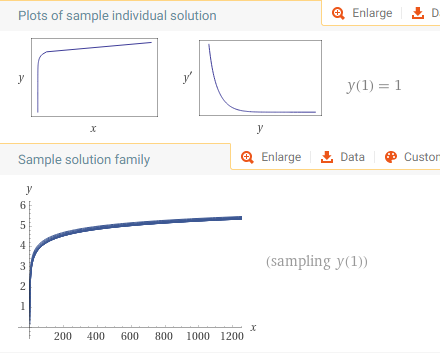 Plots of sample individual solution
Enlarge
D
y
x
y′
y
y(1) = 1
Sample solution family
Enlarge
Data
Custom
y
6
5
4
3
2
1
200 400 600 800 1000 1200
x
(sampling y(1))